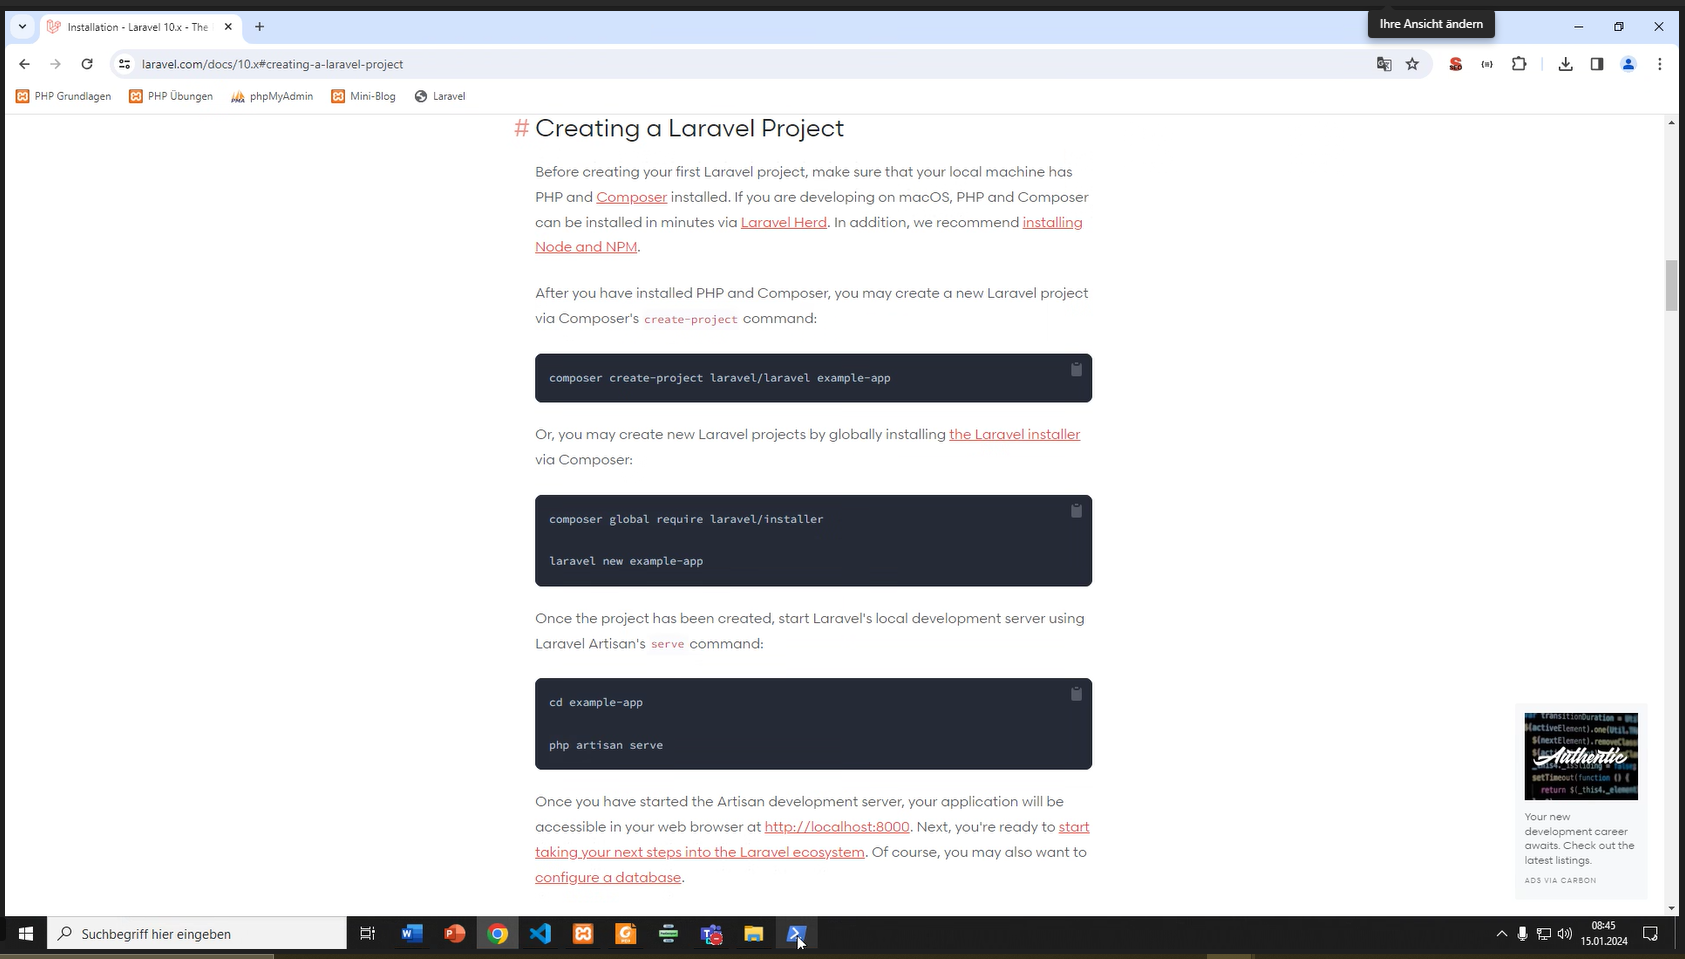 Ihre Ansicht ändern
Installation - Laravel 10.x - The
laravel.com/docs/10.x#creating-a-laravel-project
PHP Grundlagen
PHP Übungen
phpMyAdmin
Mini-Blog
Laravel
# Creating a Laravel Project
Before creating your first Laravel project, make sure that your local machine has
PHP and Composer installed. If you are developing on macOS, PHP and Composer
can be installed in minutes via Laravel Herd. In addition, we recommend installing
Node and NPM.
After you have installed PHP and Composer, you may create a new Laravel project
via Composer's create-project command:
composer create-project laravel/laravel example-app
Or, you may create new Laravel projects by globally installing the Laravel installer
via Composer:
composer global require laravel/installer
laravel new example-app
Once the project has been created, start Laravel's local development server using
Laravel Artisan's serve command:
cd example-app
php artisan serve
Once you have started the Artisan development server, your application will be
accessible in your web browser at http://localhost:8000. Next, you're ready to start
taking your next steps into the Laravel ecosystem. Of course, you may also want to
configure a database.
Authentic
Your new
development career
awaits. Check out the
latest listings.
ADS VIA CARBON
Suchbegriff hier eingeben
08:45
15.01.2024